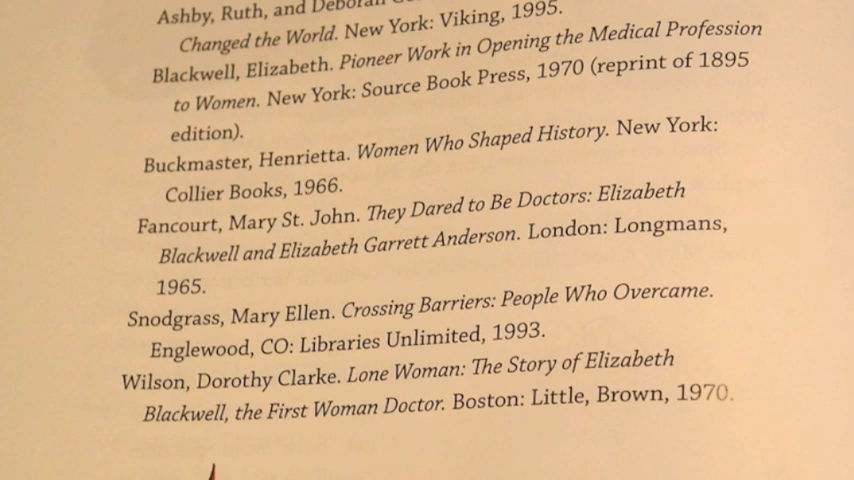 Ashby, Ruth, and Deborah
Changed the World. New York: Viking, 1995.
Blackwell, Elizabeth. Pioneer Work in Opening the Medical Profession
to Women. New York: Source Book Press, 1970 (reprint of 1895
edition).
Buckmaster, Henrietta. Women Who Shaped History. New York:
Collier Books, 1966.
Fancourt, Mary St. John. They Dared to Be Doctors: Elizabeth
Blackwell and Elizabeth Garrett Anderson. London: Longmans,
1965.
Snodgrass, Mary Ellen. Crossing Barriers: People Who Overcame.
Englewood, CO: Libraries Unlimited, 1993.
Wilson, Dorothy Clarke. Lone Woman: The Story of Elizabeth
Blackwell, the First Woman Doctor. Boston: Little, Brown, 1970.